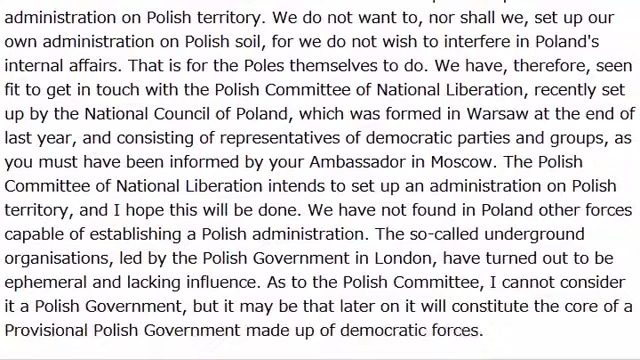 administration on Polish territory. We do not want to, nor shall we, set up our
own administration on Polish soil, for we do not wish to interfere in Poland's
internal affairs. That is for the Poles themselves to do. We have, therefore, seen
fit to get in touch with the Polish Committee of National Liberation, recently set
up by the National Council of Poland, which was formed in Warsaw at the end of
last year, and consisting of representatives of democratic parties and groups, as
you must have been informed by your Ambassador in Moscow. The Polish
Committee of National Liberation intends to set up an administration on Polish
territory, and I hope this will be done. We have not found in Poland other forces
capable of establishing a Polish administration. The so-called underground
organisations, led by the Polish Government in London, have turned out to be
ephemeral and lacking influence. As to the Polish Committee, I cannot consider
it a Polish Government, but it may be that later on it will constitute the core of a
Provisional Polish Government made up of democratic forces.